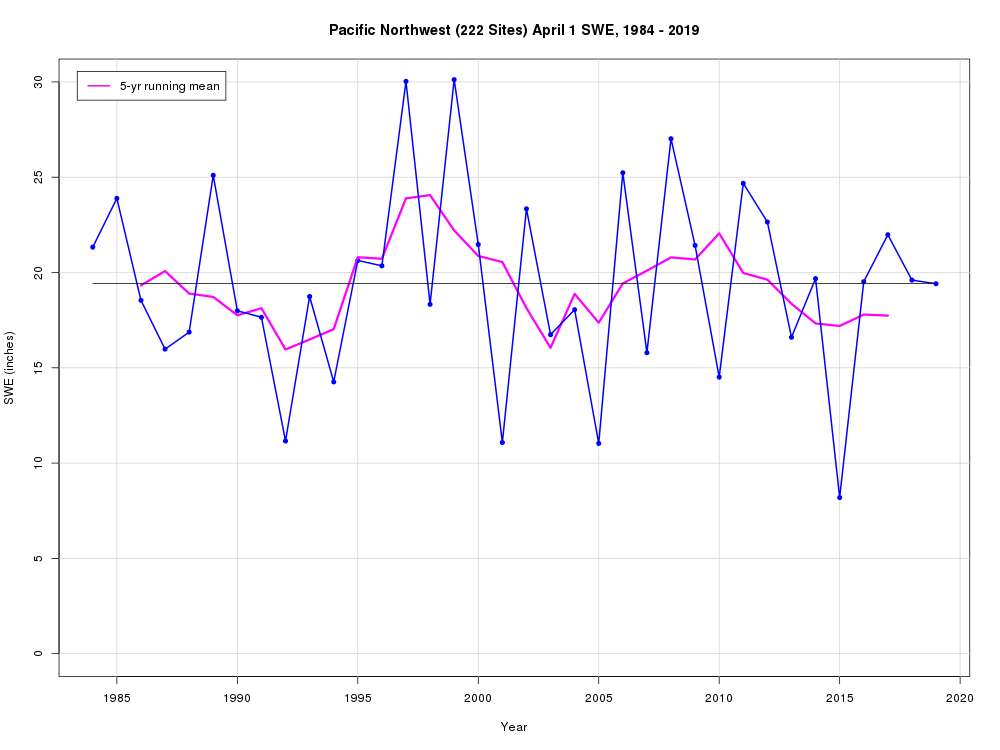 Pacific Northwest (222 Sites) April 1 SWE, 1984 - 2019
5-yr running mean
30
25
20
15
10
5
0
SWE (inches)
1985 1990 1995 2000 2005 2010 2015 2020
Year